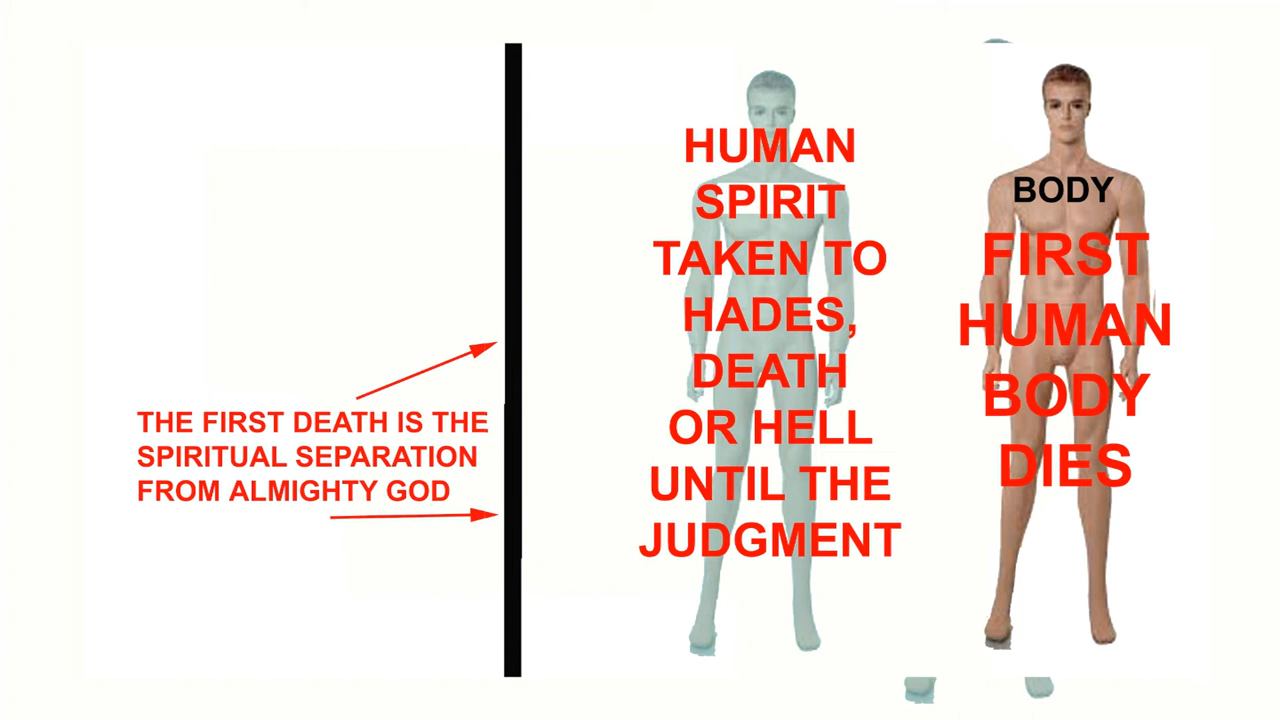 THE FIRST DEATH IS THE
SPIRITUAL SEPARATION
FROM ALMIGHTY GOD
HUMAN
SPIRIT
TAKEN TO
HADES,
DEATH
OR HELL
UNTIL THE
JUDGMENT
BODY
FIRST
HUMAN
BODY
DIES